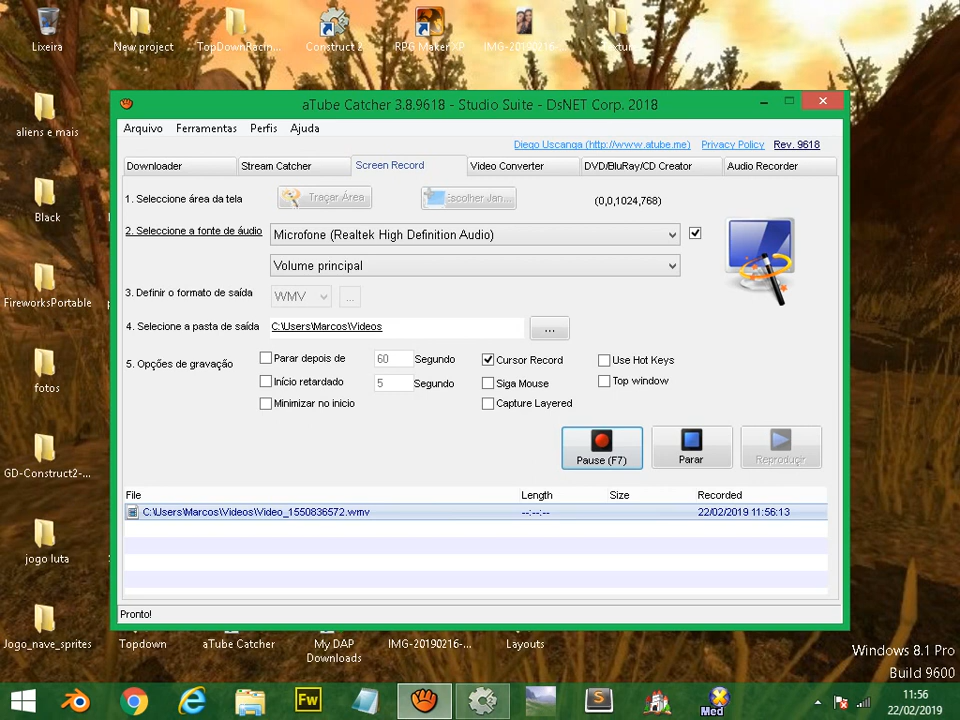 Lixeira
New project
TopDownRacin...
Construct 2
RPG Maker XP
IMG-20190216-...
aliens e mais
Black
FireworksPortable
fotos
GD-Construct2-...
jogo luta
Jogo_nave_sprites
aTube Catcher 3.8.9618 - Studio Suite - DsNET Corp. 2018
Arquivo Ferramentas Perfis Ajuda
Diego Uscanga (http://www.atube.me) Privacy Policy Rev. 9618
Downloader Stream Catcher Screen Record Video Converter DVD/BluRay/CD Creator Audio Recorder
1. Seleccione área da tela Traçar Área Escolher Jan... (0,0,1024,768)
2. Seleccione a fonte de áudio Microfone (Realtek High Definition Audio)
Volume principal
3. Definir o formato de saída WMV ...
4. Selecione a pasta de saída C:\Users\Marcos\Videos ...
5. Opções de gravação
Parar depois de 60 Segundo Cursor Record Use Hot Keys
Início retardado 5 Segundo Siga Mouse Top window
Minimizar no inicio Capture Layered
Pause (F7) Parar Reproduçir
File Length Size Recorded
C:\Users\Marcos\Videos\Video_1550836572.wmv --:--:-- 22/02/2019 11:56:13
Pronto!
Topdown
aTube Catcher
My DAP
Downloads
IMG-20190216-...
Layouts
Windows 8.1 Pro
Build 9600
Fw
S
Med
11:56
22/02/2019